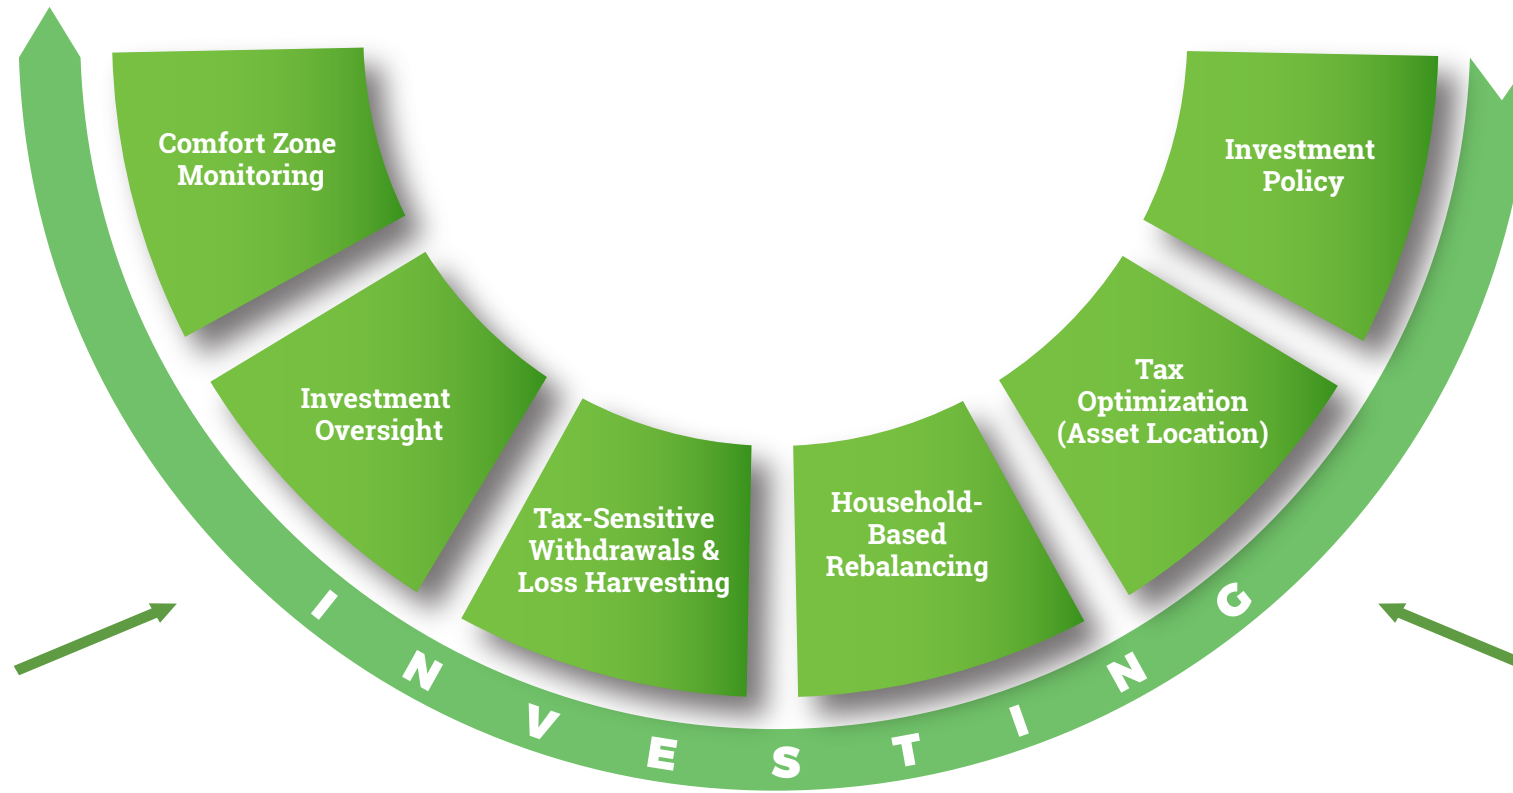 Comfort Zone
Monitoring
Investment
Oversight
Tax-Sensitive
Withdrawals &
Loss Harvesting
Household-
Based
Rebalancing
Tax
Optimization
(Asset Location)
Investment
Policy
INVESTING